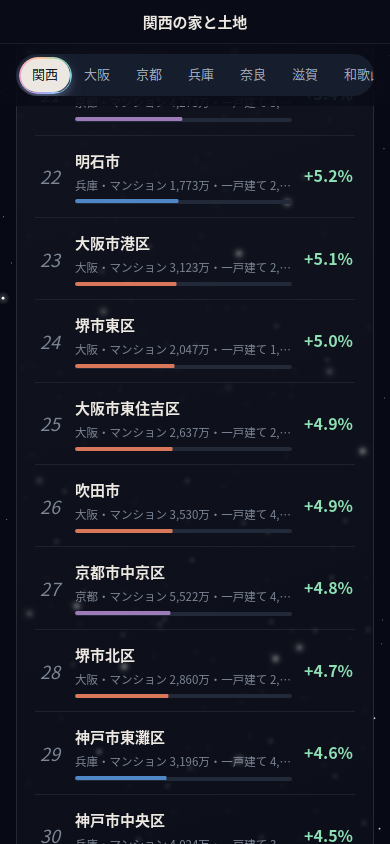 関西の家と土地
関西 大阪 京都 兵庫 奈良 滋賀 和歌
22 明石市 +5.2%
兵庫・マンション 1,773万・一戸建て 2,…
23 大阪市港区 +5.1%
大阪・マンション 3,123万・一戸建て 2,…
24 堺市東区 +5.0%
大阪・マンション 2,047万・一戸建て 1,…
25 大阪市東住吉区 +4.9%
大阪・マンション 2,637万・一戸建て 2,…
26 吹田市 +4.9%
大阪・マンション 3,530万・一戸建て 4,…
27 京都市中京区 +4.8%
京都・マンション 5,522万・一戸建て 4,…
28 堺市北区 +4.7%
大阪・マンション 2,860万・一戸建て 2,…
29 神戸市東灘区 +4.6%
兵庫・マンション 3,196万・一戸建て 4,…
30 神戸市中央区 +4.5%